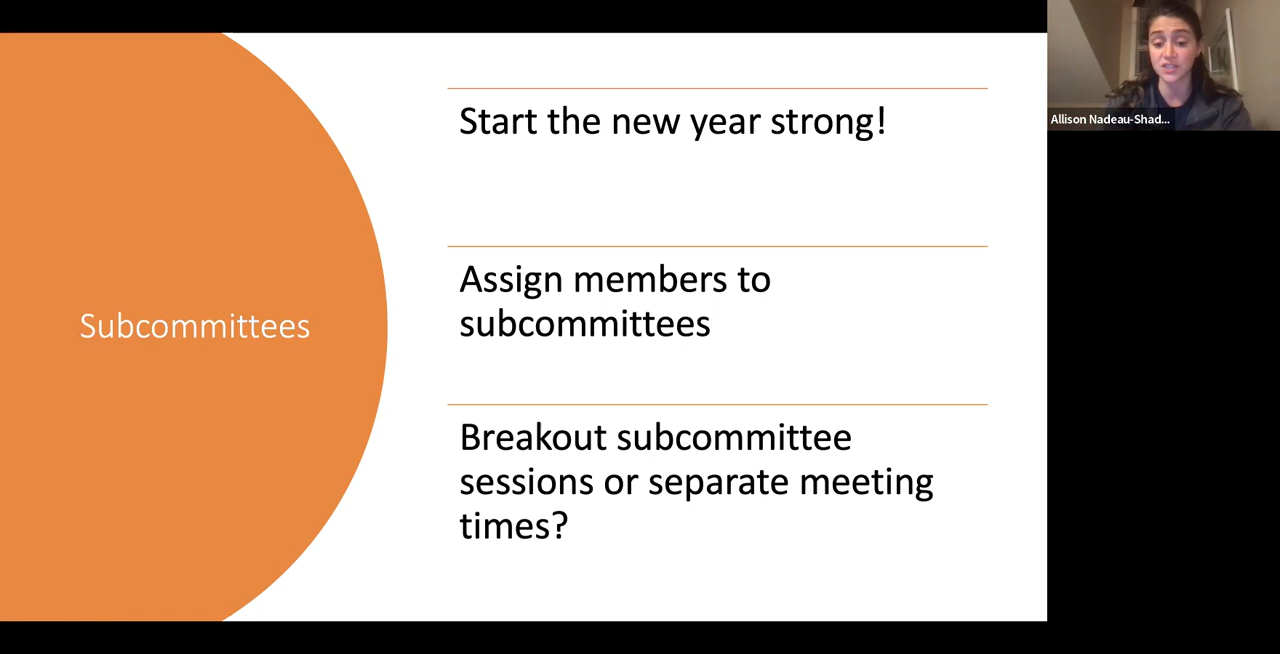 Subcommittees
Start the new year strong!
Assign members to
subcommittees
Breakout subcommittee
sessions or separate meeting
times?
Allison Nadeau-Shad...